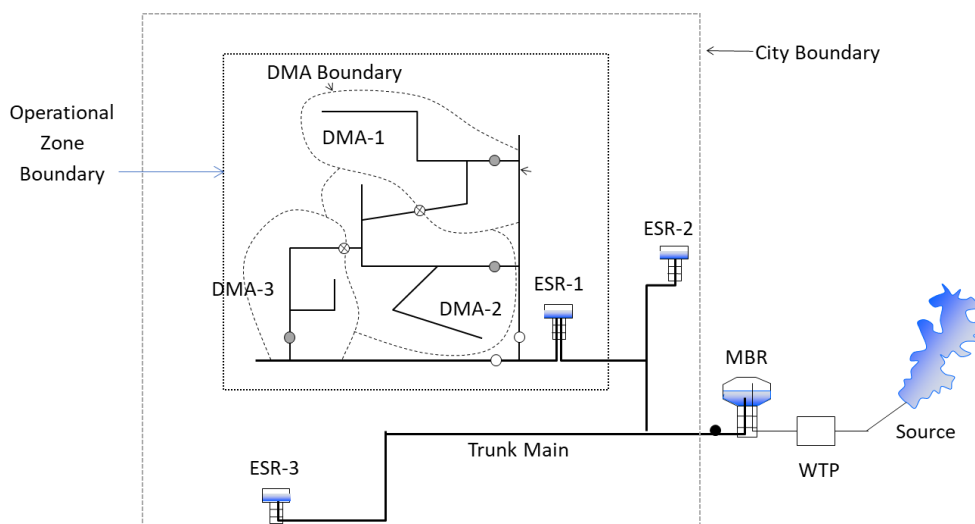 City Boundary
DMA Boundary
Operational
Zone
Boundary
DMA-1
ESR-2
DMA-3
DMA-2
ESR-1
MBR
Source
Trunk Main
WTP
ESR-3